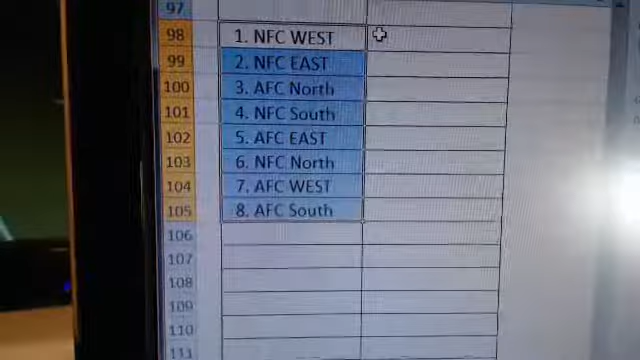 97
98 1. NFC WEST
99 2. NFC EAST
100 3. AFC North
101 4. NFC South
102 5. AFC EAST
103 6. NFC North
104 7. AFC WEST
105 8. AFC South
106
107
108
109
110
111